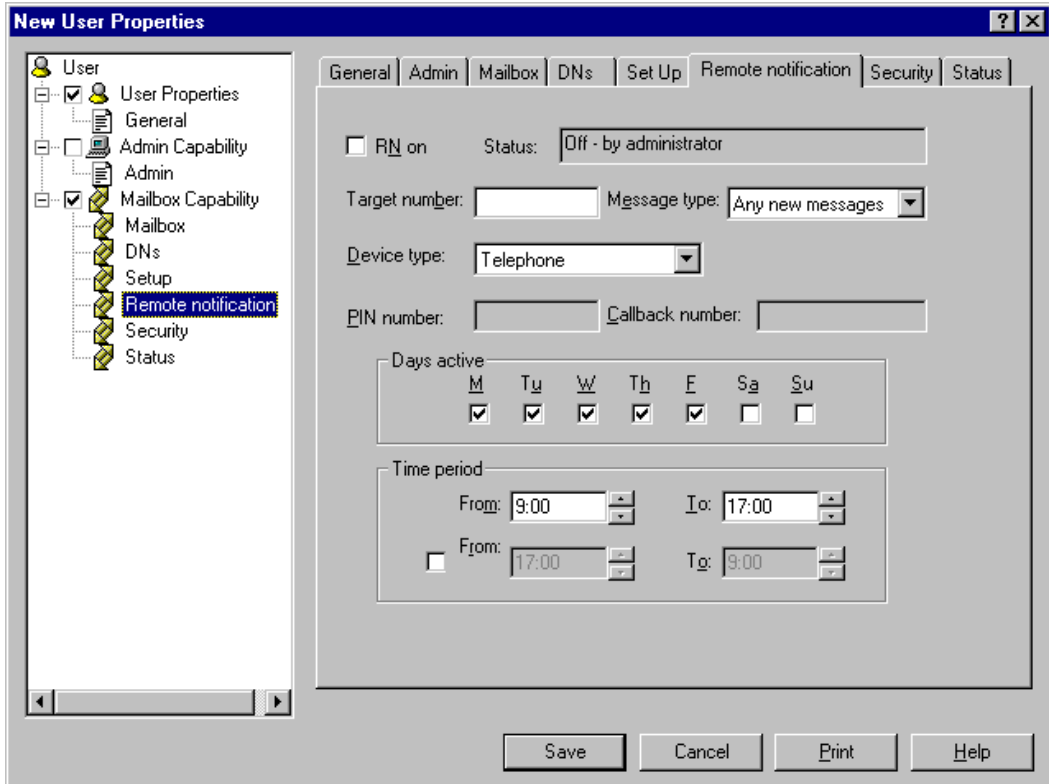 New User Properties
User
User Properties
General
Admin Capability
Admin
Mailbox Capability
Mailbox
DNs
Setup
Remote notification
Security
Status
General Admin Mailbox DNs Set Up Remote notification Security Status
RN on Status: Off - by administrator
Target number: Message type: Any new messages
Device type: Telephone
PIN number: Callback number:
Days active
M Tu W Th F Sa Su
Time period
From: 9:00 To: 17:00
From: 17:00 To: 9:00
Save Cancel Print Help